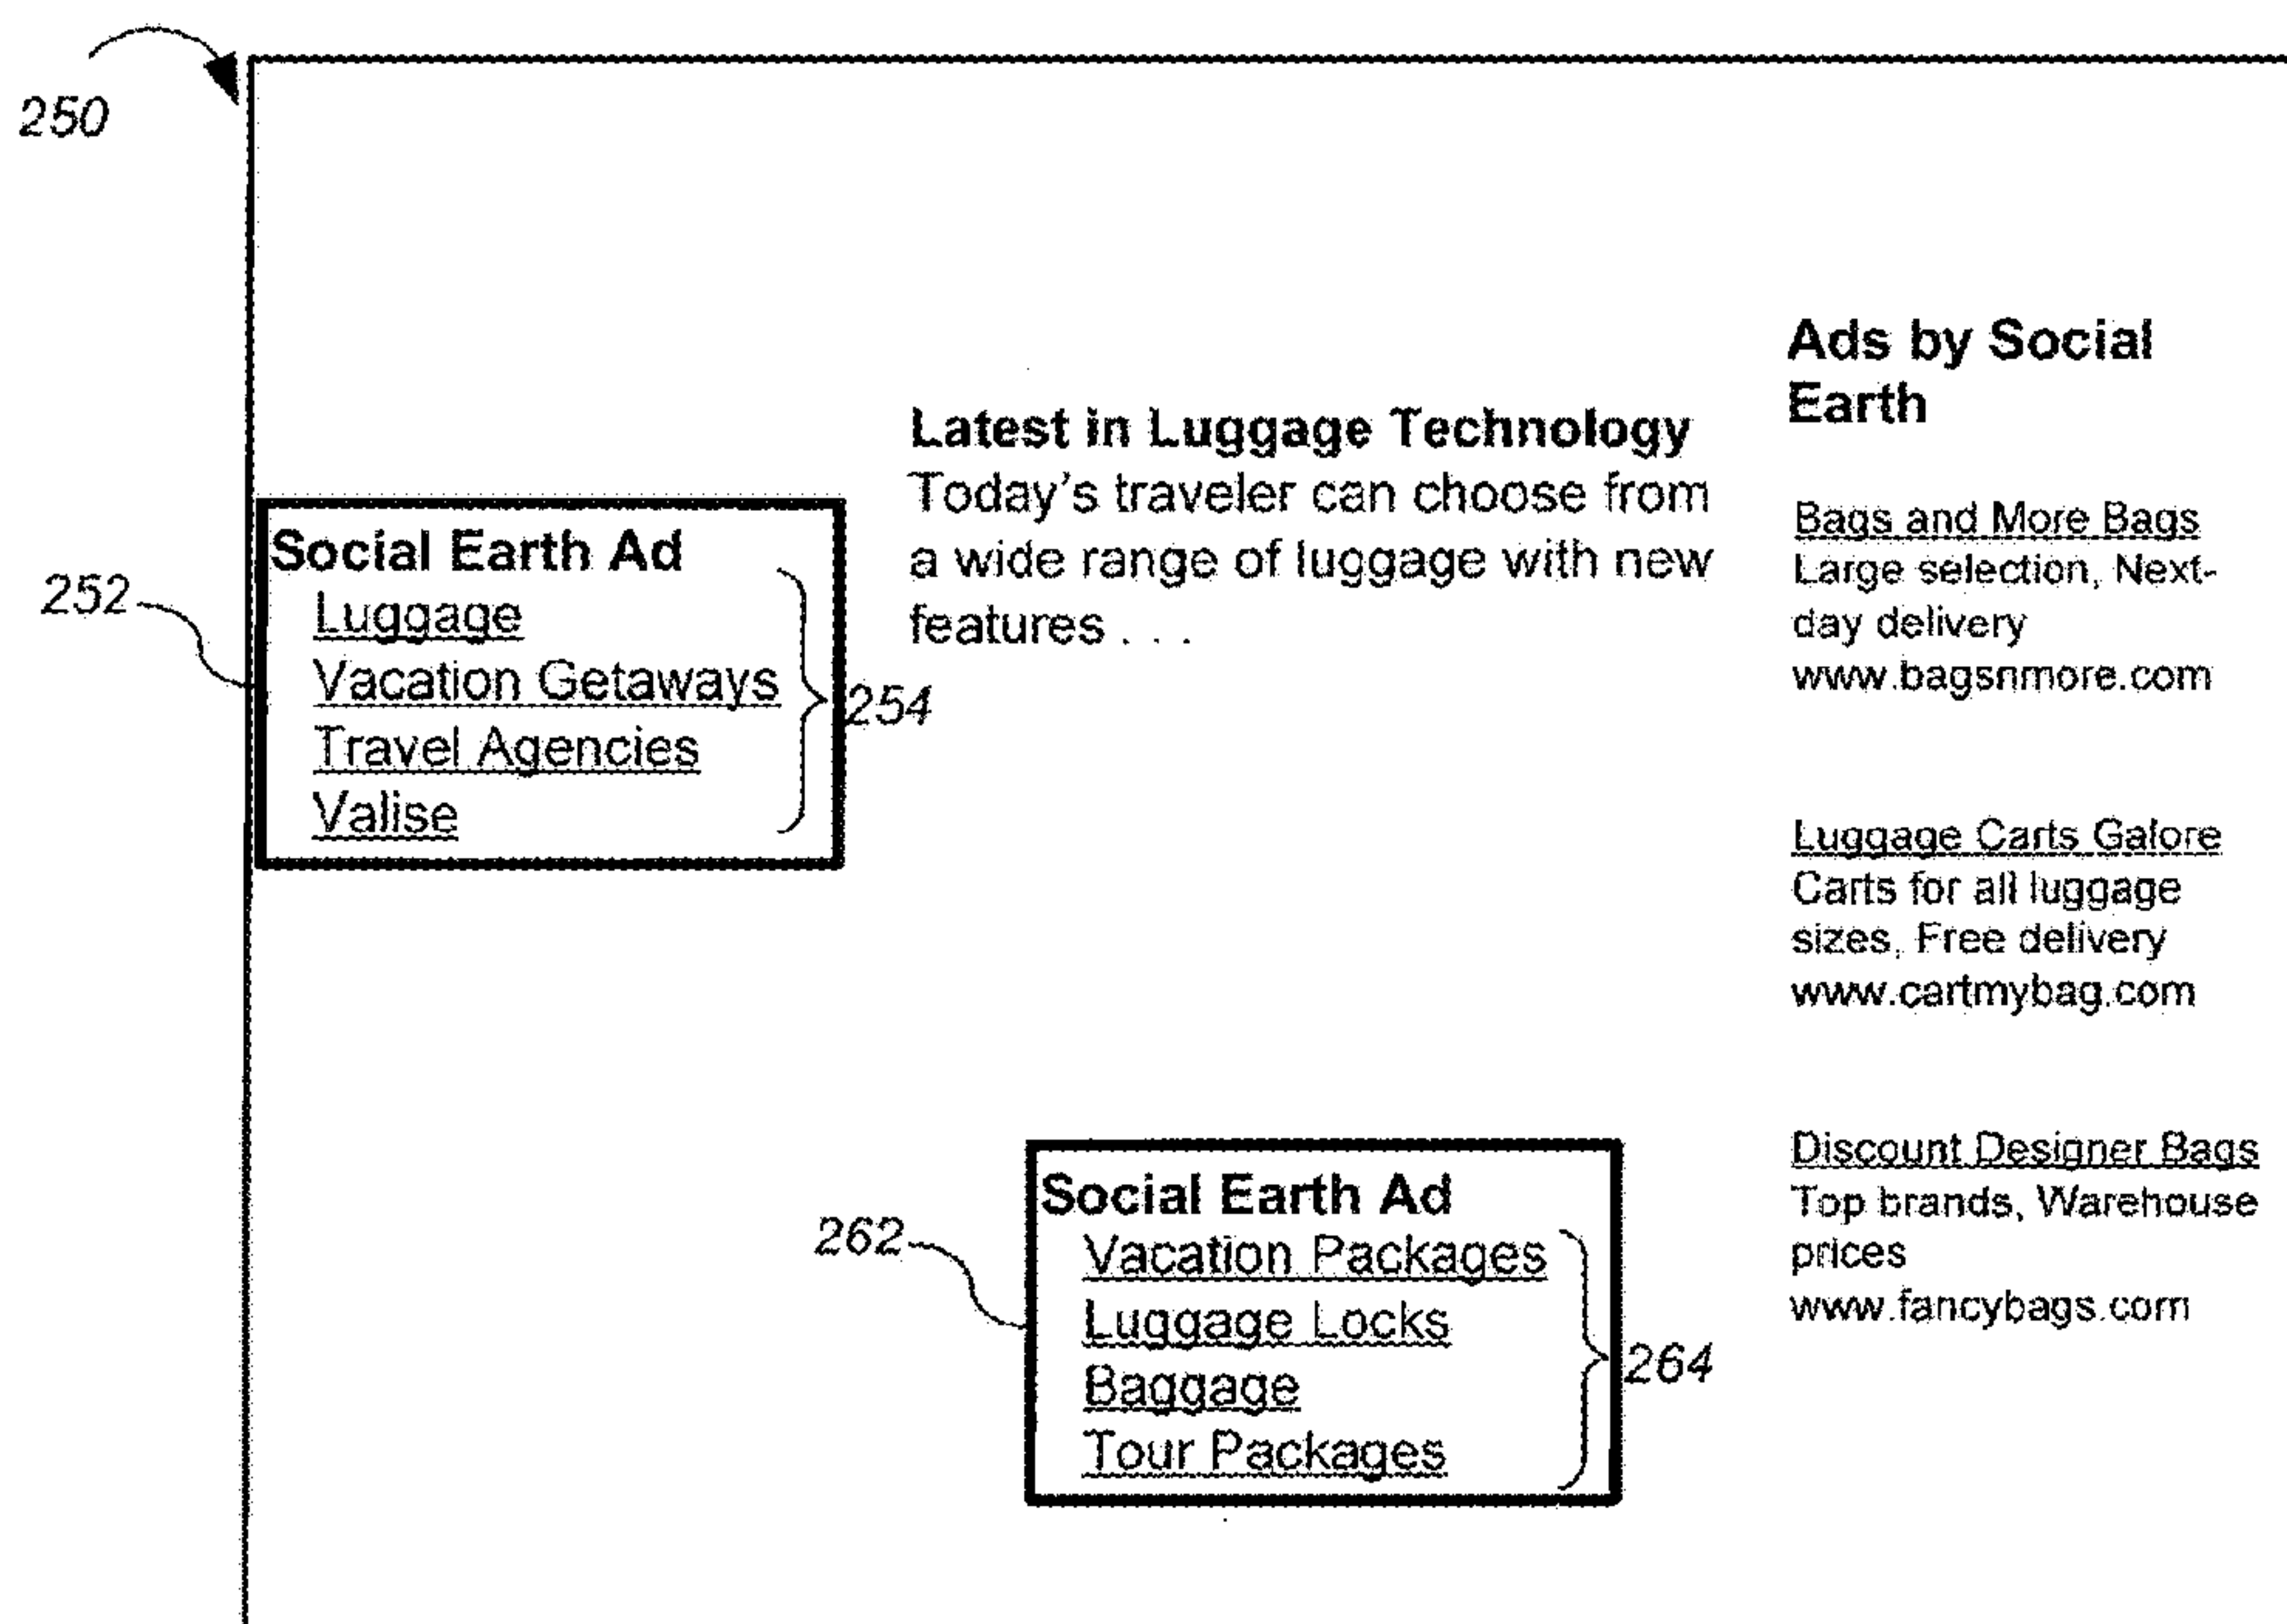 250
252
Social Earth Ad
Luggage
Vacation Getaways
Travel Agencies
Valise
254
Latest in Luggage Technology
Today's traveler can choose from
a wide range of luggage with new
features . . .
262
Social Earth Ad
Vacation Packages
Luggage Locks
Baggage
Tour Packages
264
Ads by Social
Earth
Bags and More Bags
Large selection, Next-
day delivery
www.bagsnmore.com
Luggage Carts Galore
Carts for all luggage
sizes, Free delivery
www.cartmybag.com
Discount Designer Bags
Top brands, Warehouse
prices
www.fancybags.com